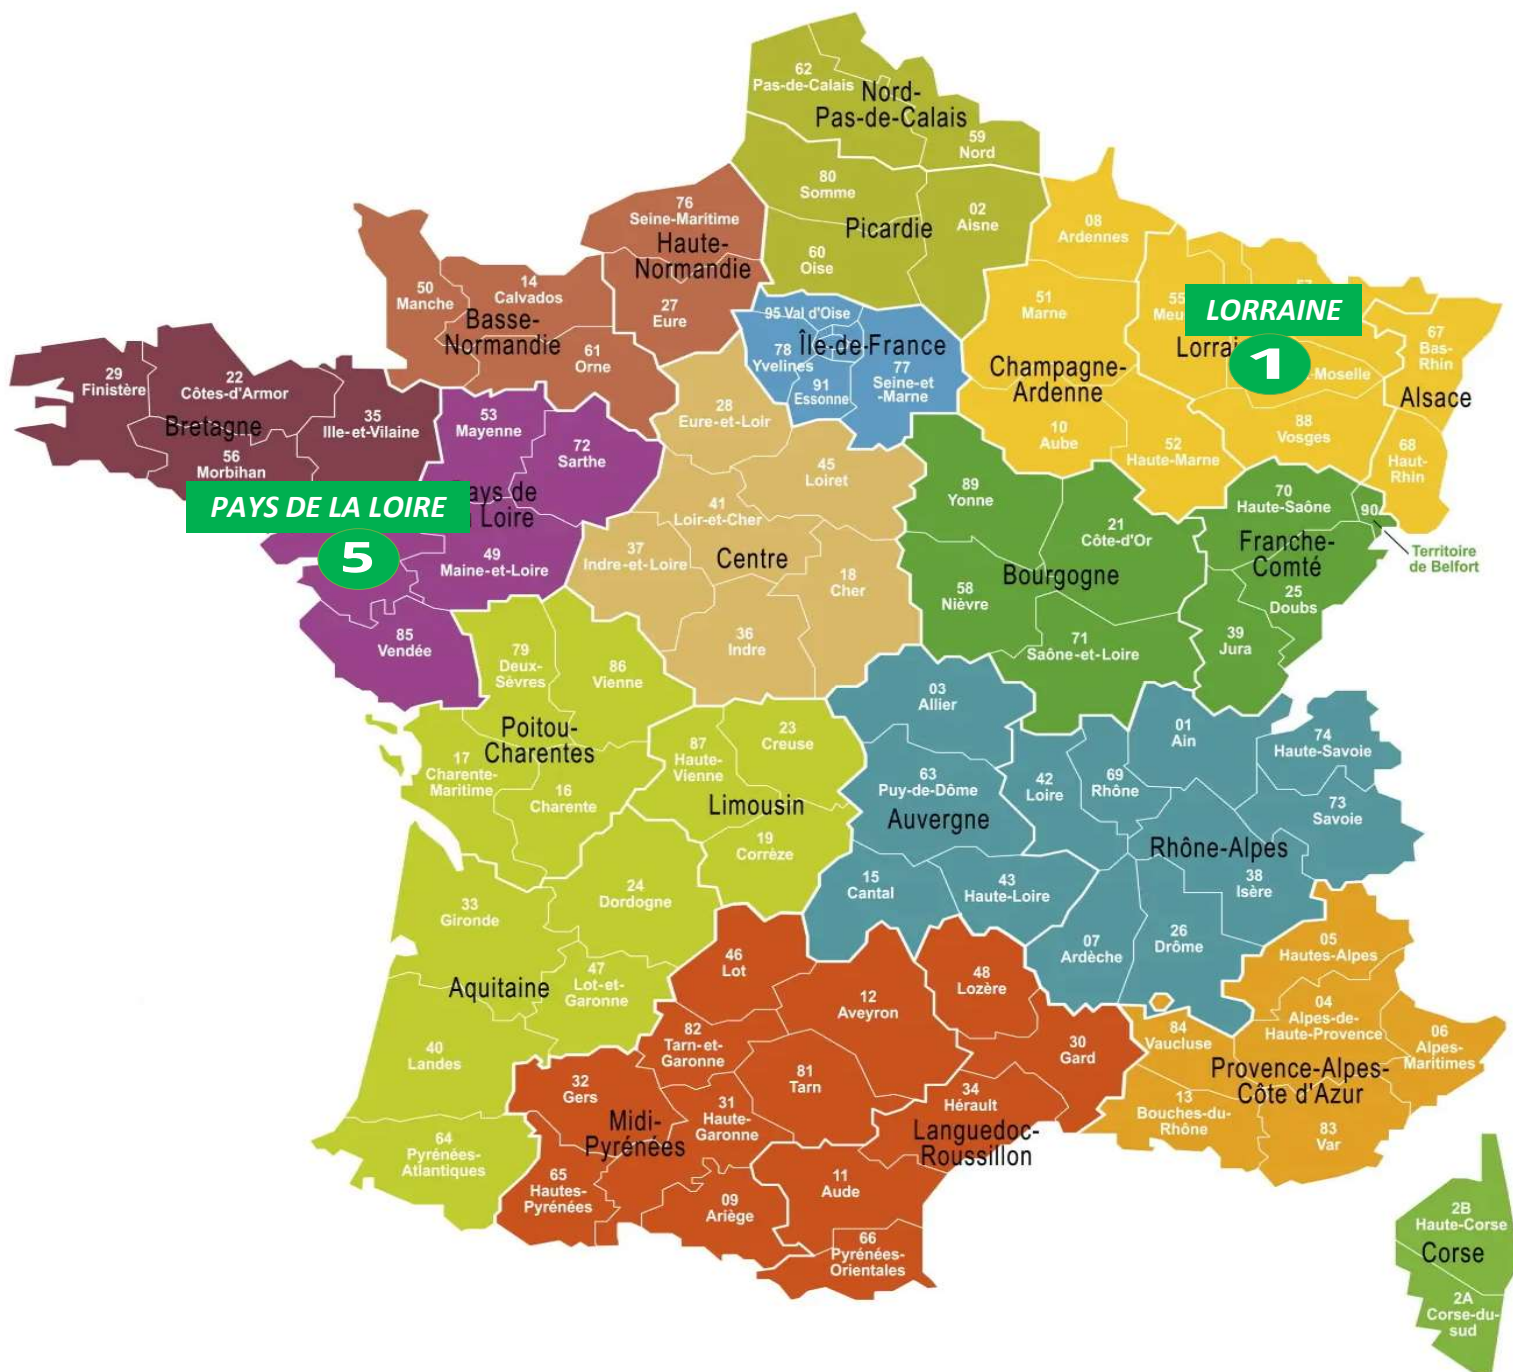 62
Pas-de-Calais
Nord-
Pas-de-Calais
59
Nord
80
Somme
02
Aisne
Picardie
60
Oise
76
Seine-Maritime
Haute-
Normandie
27
Eure
50
Manche
14
Calvados
Basse-
Normandie
61
Orne
08
Ardennes
51
Marne
Champagne-
Ardenne
10
Aube
52
Haute-Marne
55
LORRAINE
1
-Moselle
88
Vosges
67
Bas-
Rhin
Alsace
68
Haut-
Rhin
95 Val d'Oise
Île-de-France
78
Yvelines
91
Essonne
77
Seine-et
-Marne
29
Finistère
22
Côtes-d'Armor
Bretagne
35
Ille-et-Vilaine
56
Morbihan
53
Mayenne
72
Sarthe
PAYS DE LA LOIRE
Pays de
Loire
5
49
Maine-et-Loire
85
Vendée
28
Eure-et-Loir
45
Loiret
41
Loir-et-Cher
37
Indre-et-Loire
Centre
18
Cher
36
Indre
89
Yonne
21
Côte-d'Or
Bourgogne
58
Nièvre
71
Saône-et-Loire
70
Haute-Saône
90
Territoire
de Belfort
Franche-
Comté
25
Doubs
39
Jura
79
Deux-
Sèvres
86
Vienne
Poitou-
Charentes
17
Charente-
Maritime
16
Charente
87
Haute-
Vienne
23
Creuse
Limousin
19
Corrèze
03
Allier
63
Puy-de-Dôme
Auvergne
15
Cantal
43
Haute-Loire
01
Ain
74
Haute-Savoie
42
Loire
69
Rhône
73
Savoie
Rhône-Alpes
38
Isère
07
Ardèche
26
Drôme
24
Dordogne
33
Gironde
47
Lot-et-
Garonne
Aquitaine
40
Landes
64
Pyrénées-
Atlantiques
46
Lot
12
Aveyron
82
Tarn-et-
Garonne
81
Tarn
32
Gers
31
Haute-
Garonne
Midi-
Pyrénées
65
Hautes-
Pyrénées
09
Ariège
48
Lozère
30
Gard
34
Hérault
Languedoc-
Roussillon
11
Aude
66
Pyrénées-
Orientales
05
Hautes-Alpes
04
Alpes-de-
Haute-Provence
06
Alpes-
Maritimes
84
Vaucluse
Provence-Alpes-
Côte d'Azur
13
Bouches-du-
Rhône
83
Var
2B
Haute-Corse
Corse
2A
Corse-du-
sud